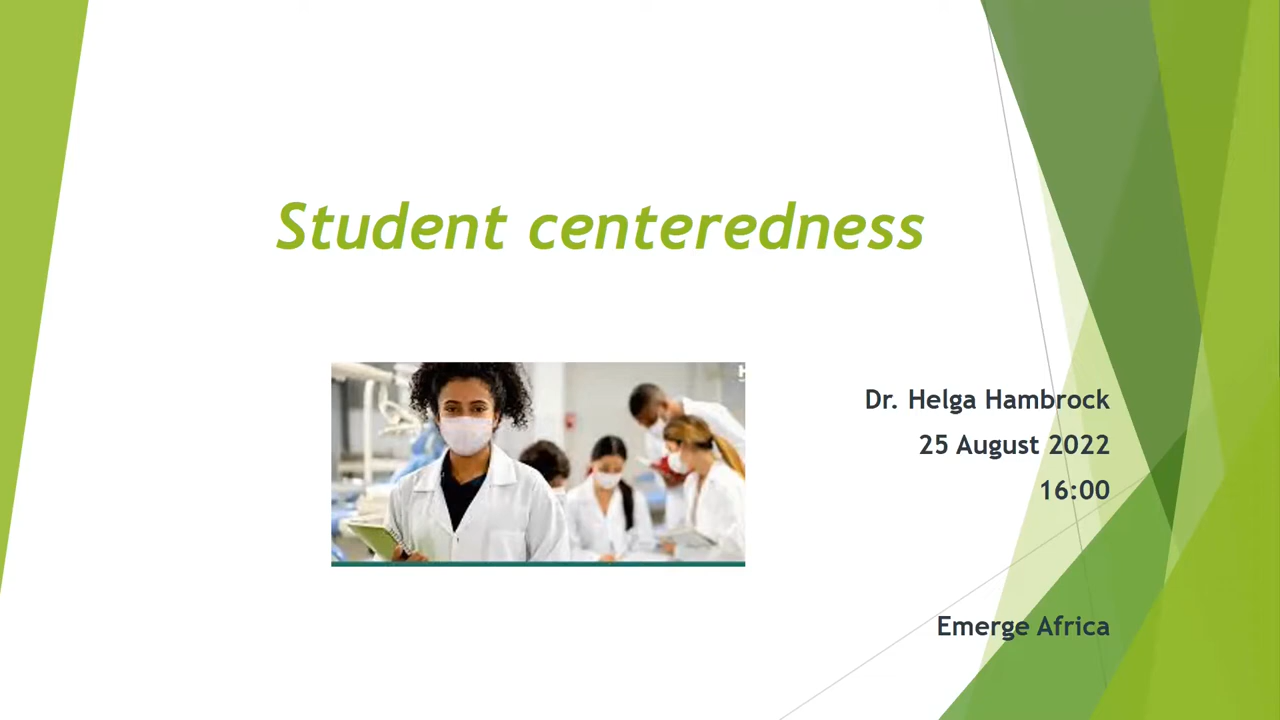 Student centeredness
Dr. Helga Hambrock
25 August 2022
16:00
Emerge Africa